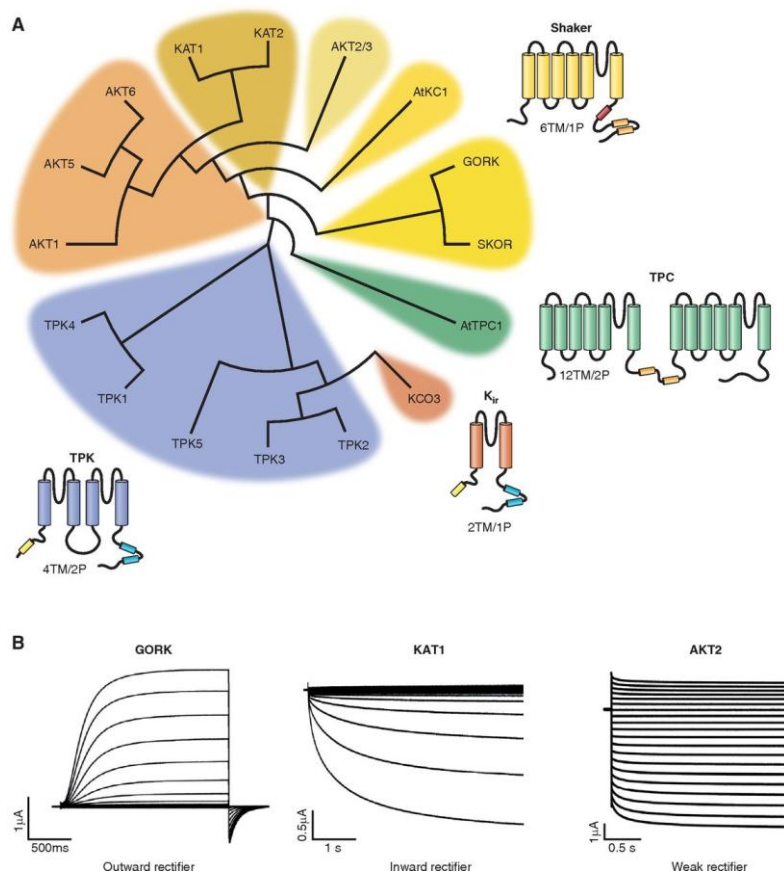 A
KAT1
KAT2
AKT2/3
AtKC1
AKT6
AKT5
AKT1
GORK
SKOR
AtTPC1
TPK4
TPK1
TPK5
TPK3
TPK2
KCO3
Shaker
6TM/1P
TPC
12TM/2P
Kir
2TM/1P
TPK
4TM/2P
B
GORK
1µA
500ms
Outward rectifier
KAT1
0.5µA
1 s
Inward rectifier
AKT2
1µA
0.5 s
Weak rectifier